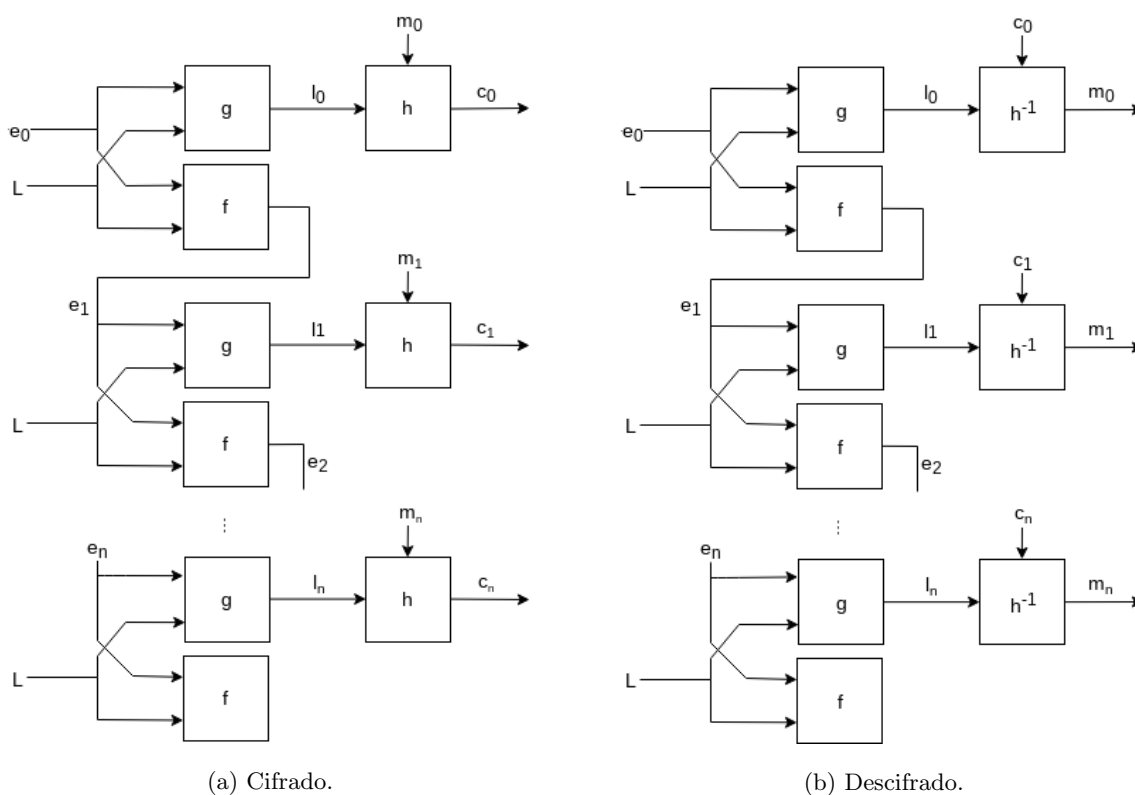 m0
g
l0
h
c0
e0
L
f
m1
e1
g
l1
h
c1
L
f
e2
⋮
mn
en
g
ln
h
cn
L
f
(a) Cifrado.
c0
g
l0
h-1
m0
e0
L
f
c1
e1
g
l1
h-1
m1
L
f
e2
⋮
cn
en
g
ln
h-1
mn
L
f
(b) Descifrado.